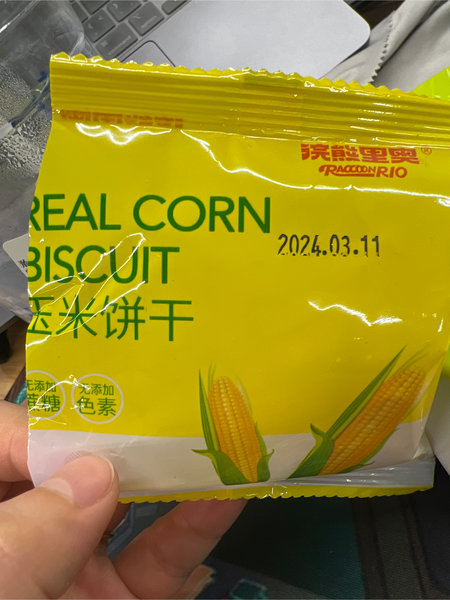 浣熊里奥®
RACCOONRIO
REAL CORN
2024.03.11
BISCUIT
玉米饼干
无添加 无添加
蔗糖 色素